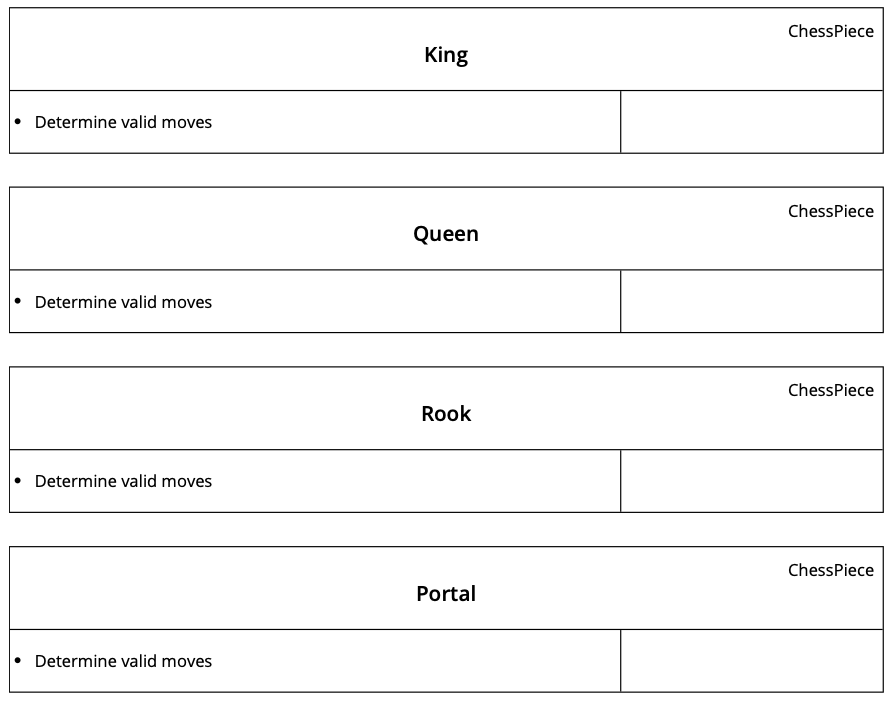 ChessPiece
King
• Determine valid moves
ChessPiece
Queen
• Determine valid moves
ChessPiece
Rook
• Determine valid moves
ChessPiece
Portal
• Determine valid moves